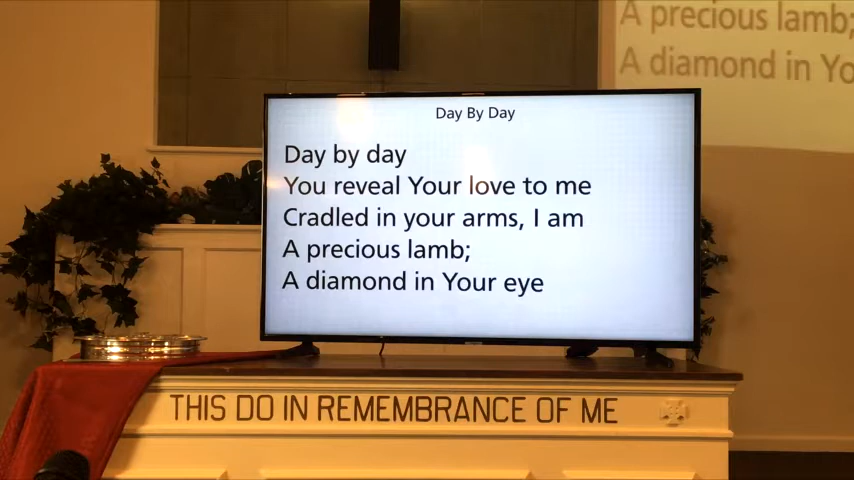 A precious lamb;
A diamond in Yo
Day By Day
Day by day
You reveal Your love to me
Cradled in your arms, I am
A precious lamb;
A diamond in Your eye
THIS DO IN REMEMBRANCE OF ME